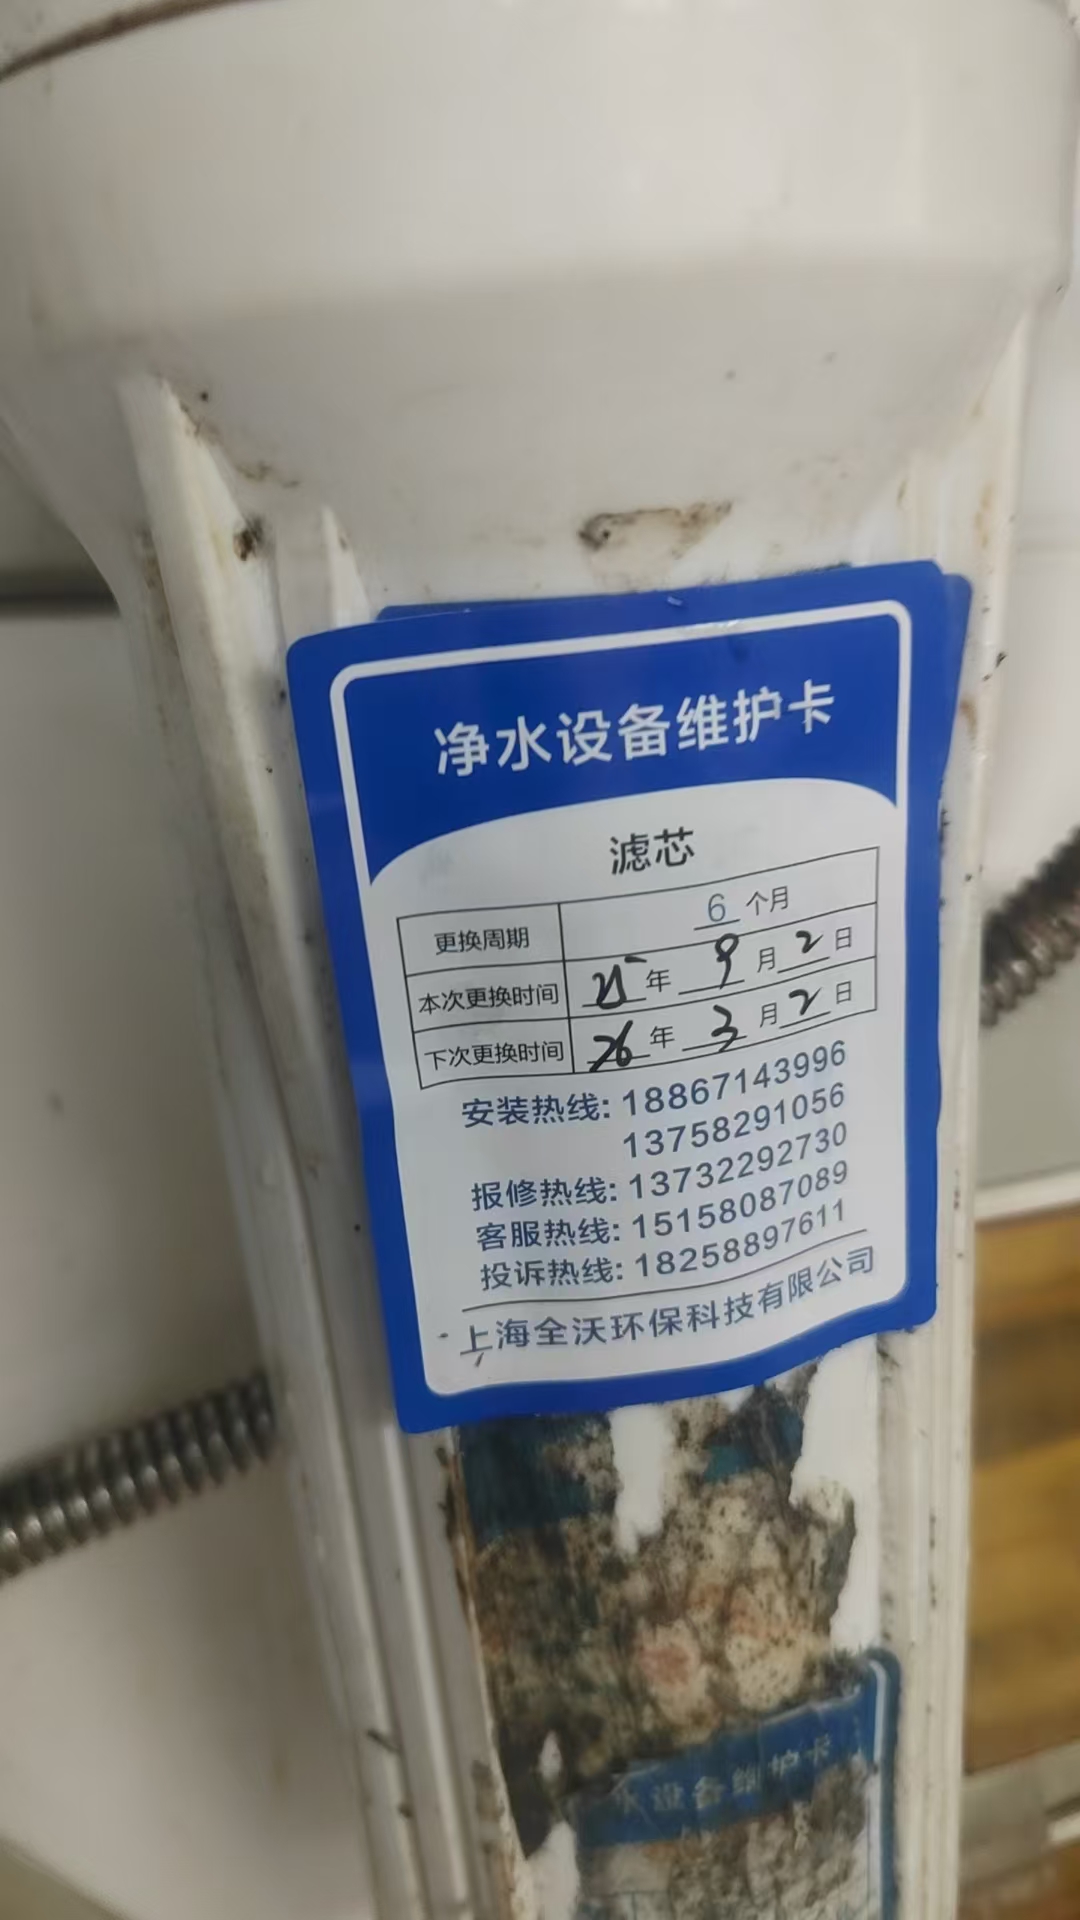 净水设备维护卡
滤芯
更换周期 6 个月
本次更换时间 25 年 9 月 2 日
下次更换时间 26 年 3 月 2 日
安装热线: 18867143996
13758291056
报修热线: 13732292730
客服热线: 15158087089
投诉热线: 18258897611
上海全沃环保科技有限公司
水设备维护卡